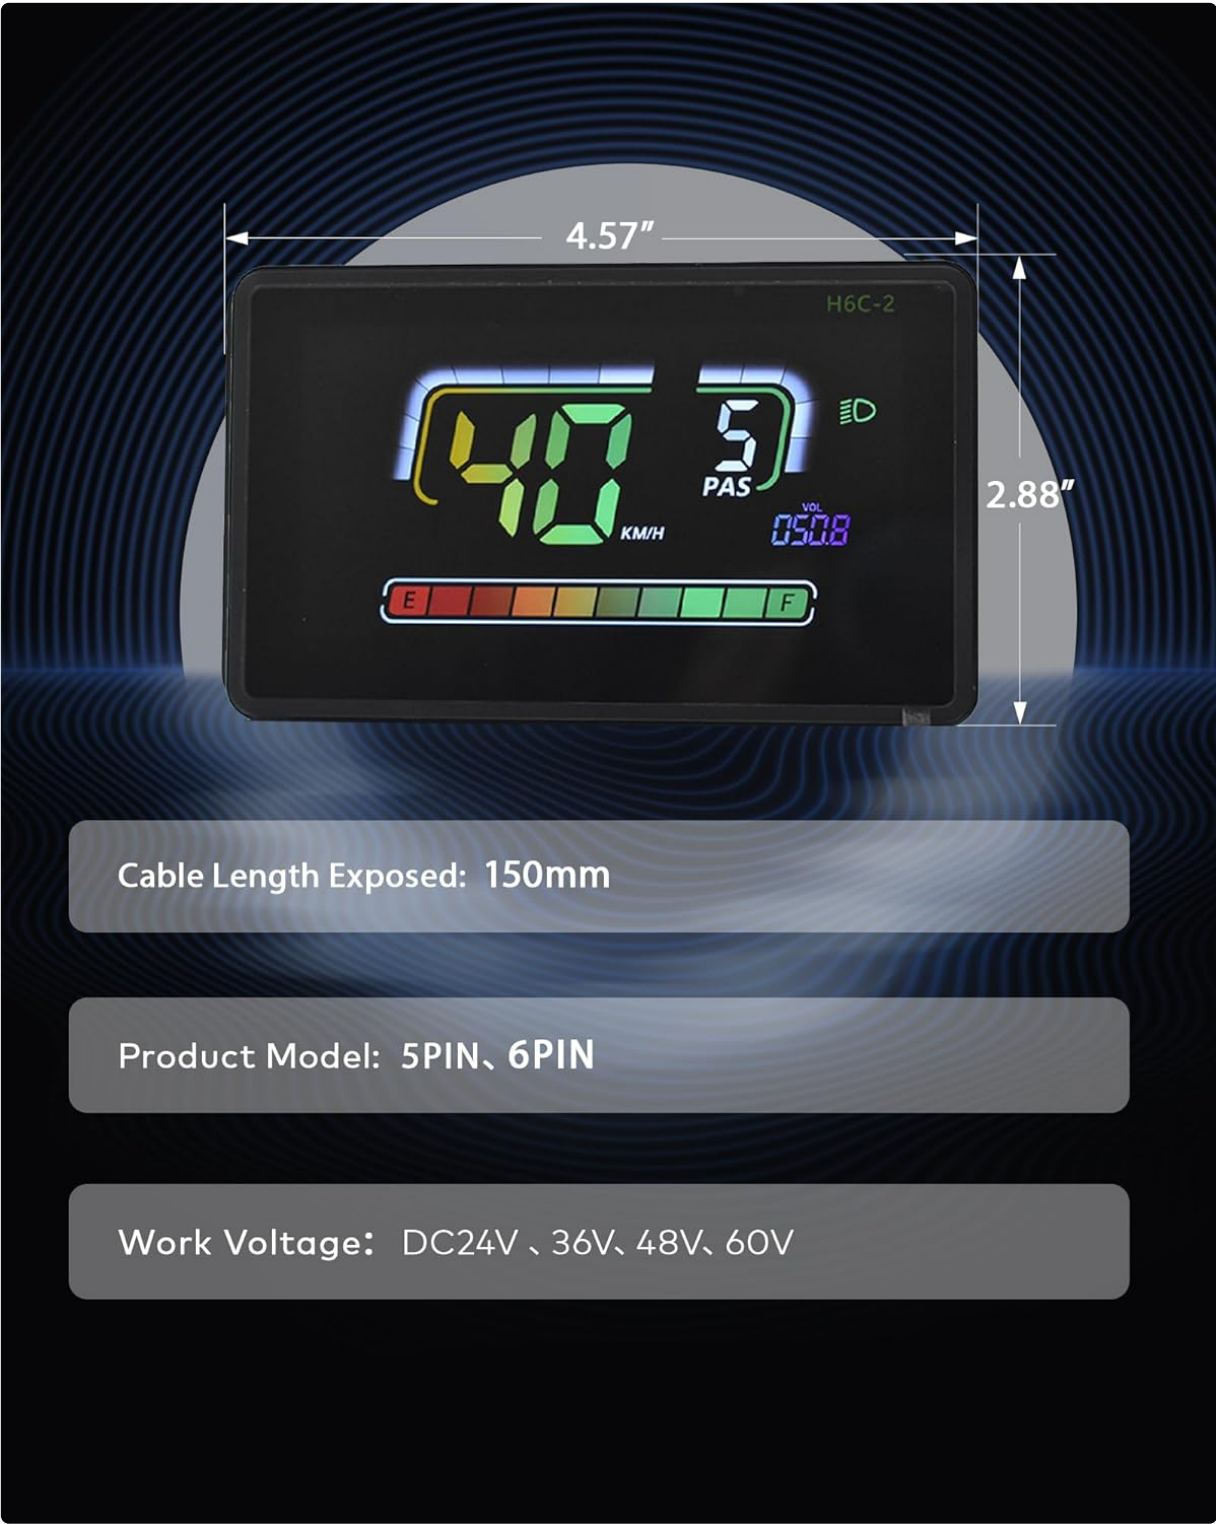 4.57"
H6C-2
40
5
PAS
KM/H
VOL
050.8
2.88"
E F
Cable Length Exposed: 150mm
Product Model: 5PIN、6PIN
Work Voltage: DC24V、36V、48V、60V